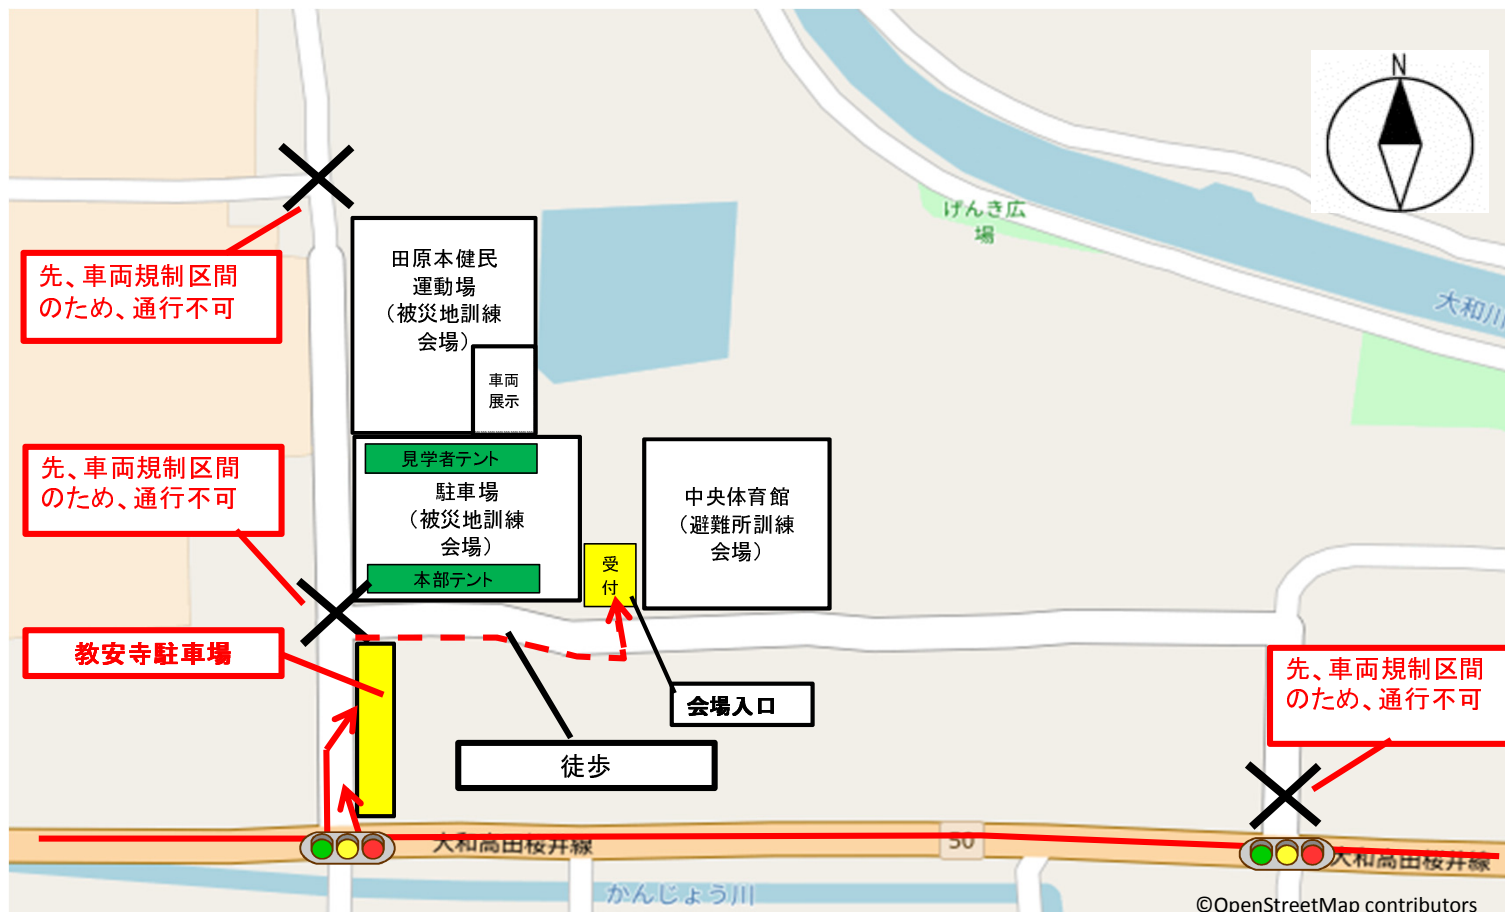 N
げんき広
場
大和川
先、車両規制区間
のため、通行不可
田原本健民
運動場
（被災地訓練
会場）
車両
展示
先、車両規制区間
のため、通行不可
見学者テント
駐車場
（被災地訓練
会場）
本部テント
受
付
中央体育館
（避難所訓練
会場）
教安寺駐車場
会場入口
徒歩
先、車両規制区間
のため、通行不可
大和高田桜井線
50
大和高田桜井線
かんじょう川
©OpenStreetMap contributors